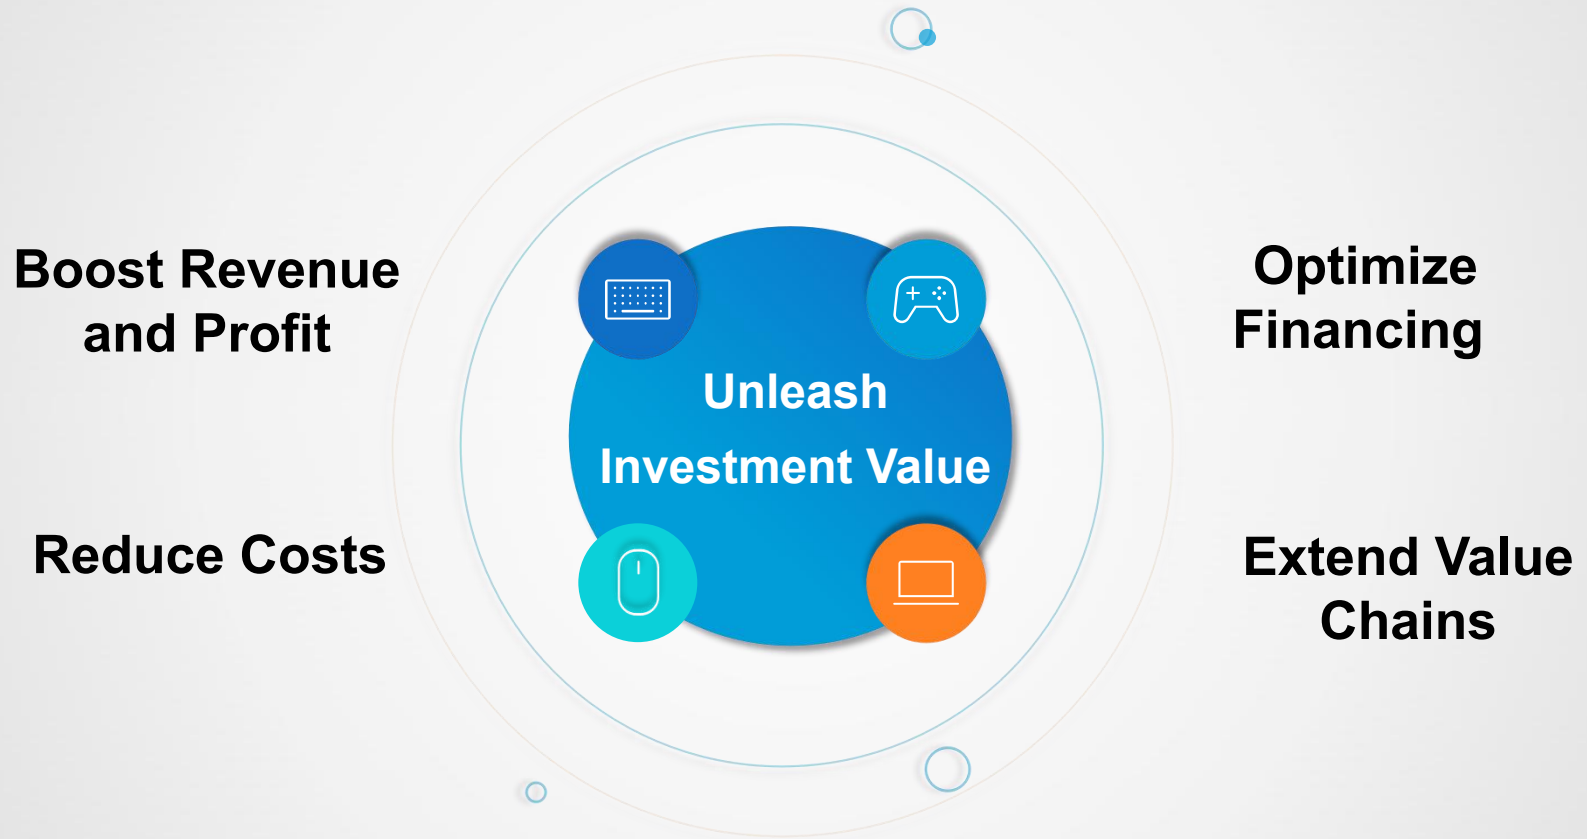 Boost Revenue
and Profit
Optimize
Financing
Unleash
Investment Value
Reduce Costs
Extend Value
Chains